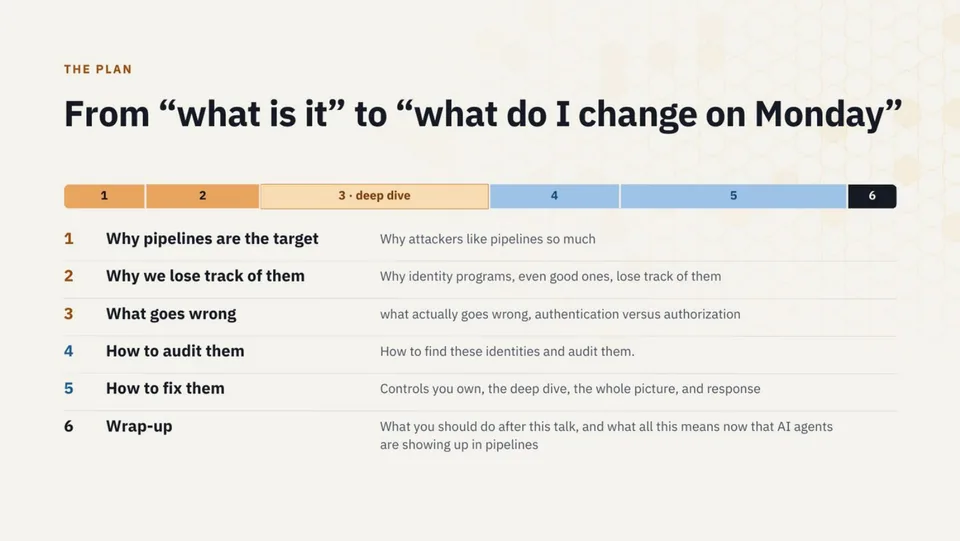 THE PLAN
From “what is it” to “what do I change on Monday”
1 2 3 · deep dive 4 5 6
1 Why pipelines are the target Why attackers like pipelines so much
2 Why we lose track of them Why identity programs, even good ones, lose track of them
3 What goes wrong what actually goes wrong, authentication versus authorization
4 How to audit them How to find these identities and audit them.
5 How to fix them Controls you own, the deep dive, the whole picture, and response
6 Wrap-up What you should do after this talk, and what all this means now that AI agents
are showing up in pipelines